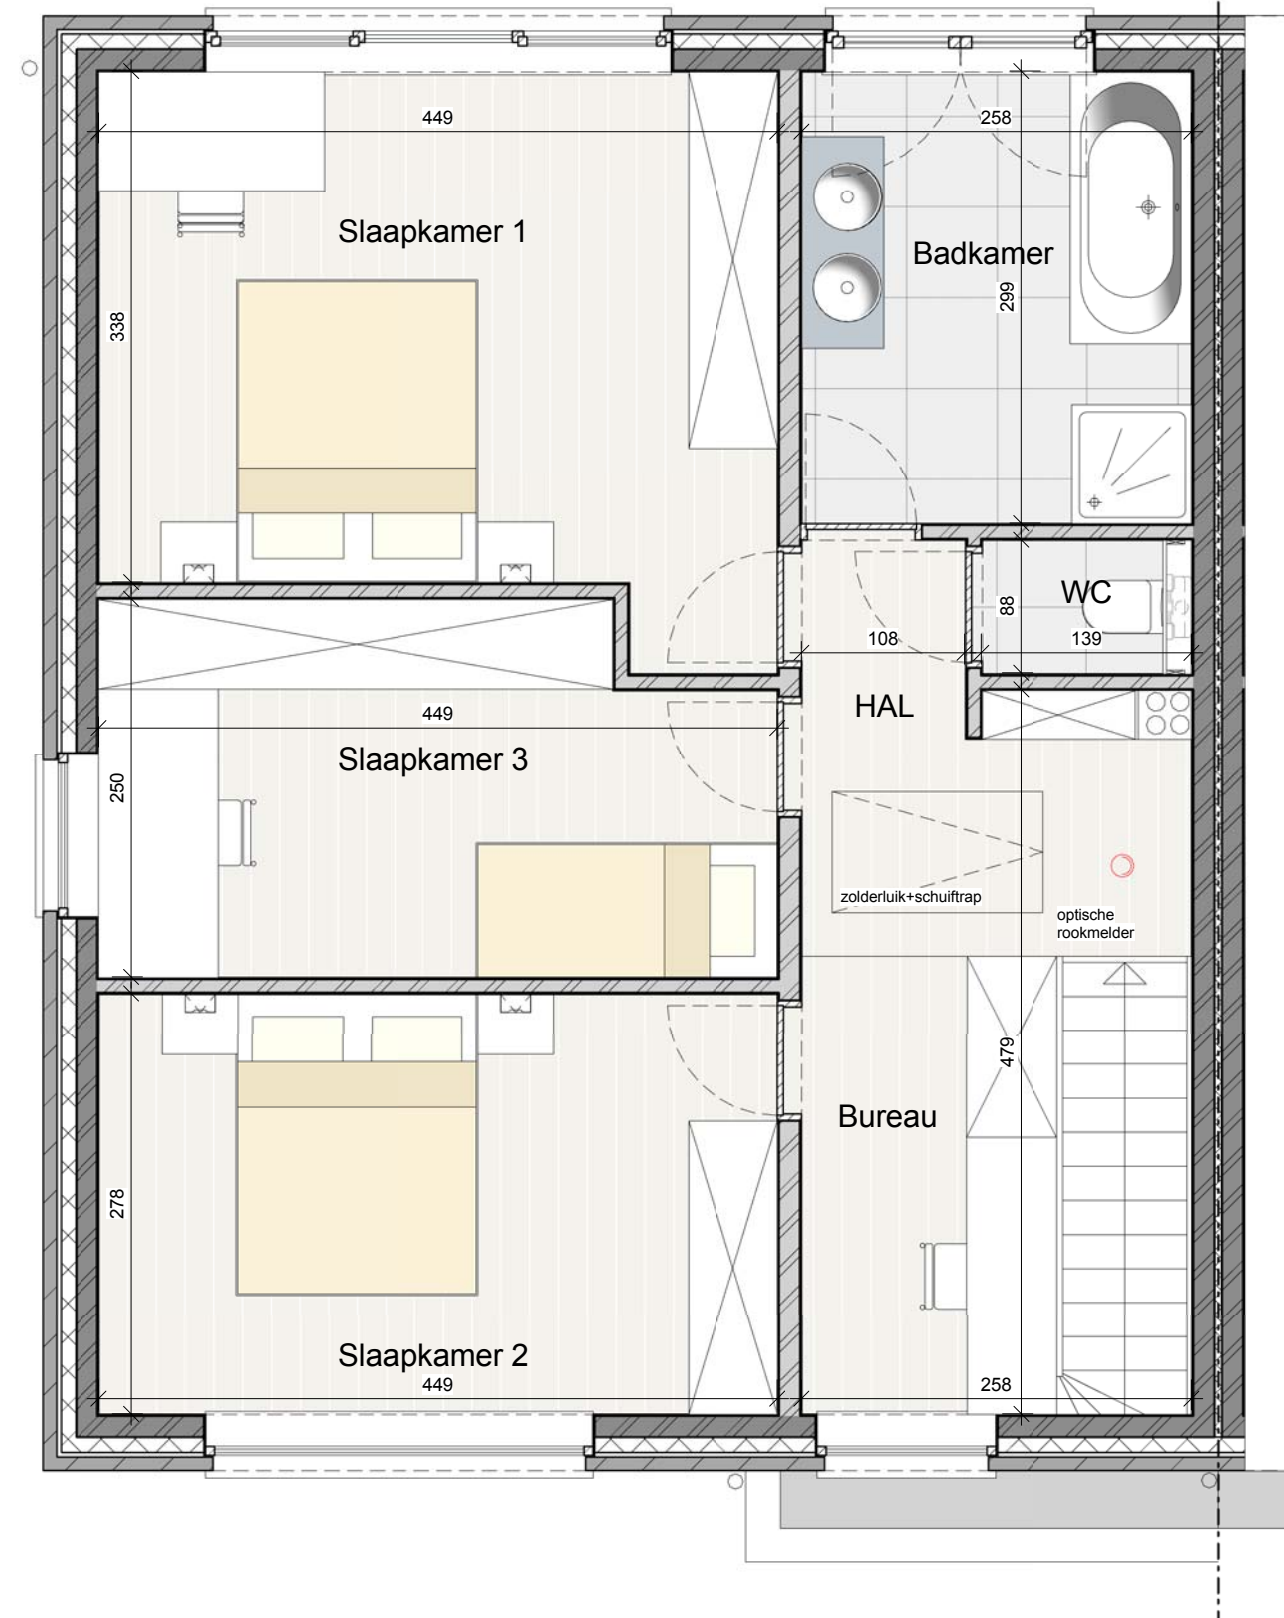 449
258
Slaapkamer 1
Badkamer
299
338
WC
88
108
139
HAL
449
Slaapkamer 3
250
zolderluik+schuiftrap
optische
rookmelder
479
Bureau
278
Slaapkamer 2
449
258